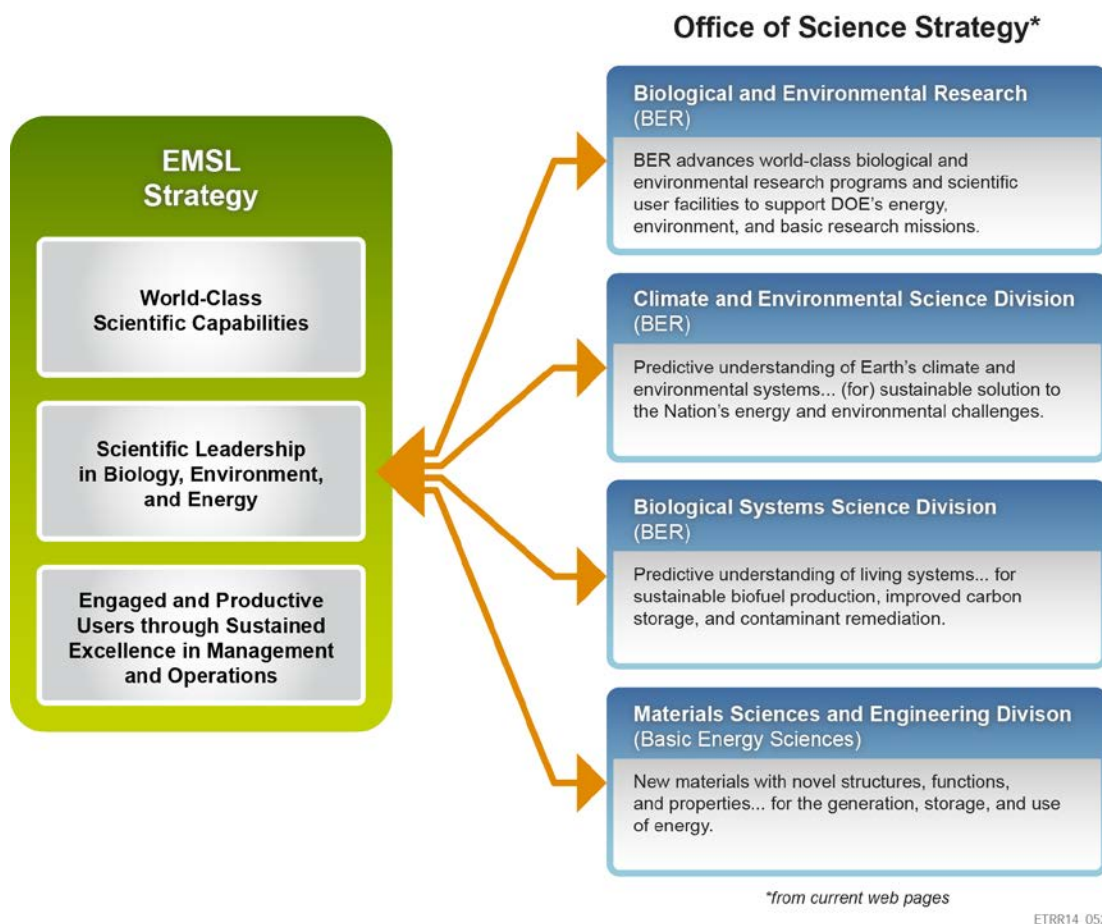 Office of Science Strategy*
EMSL
Strategy
World-Class
Scientific Capabilities
Scientific Leadership
in Biology, Environment,
and Energy
Engaged and Productive
Users through Sustained
Excellence in Management
and Operations
Biological and Environmental Research
(BER)
BER advances world-class biological and
environmental research programs and scientific
user facilities to support DOE's energy,
environment, and basic research missions.
Climate and Environmental Science Division
(BER)
Predictive understanding of Earth's climate and
environmental systems... (for) sustainable solution to
the Nation's energy and environmental challenges.
Biological Systems Science Division
(BER)
Predictive understanding of living systems... for
sustainable biofuel production, improved carbon
storage, and contaminant remediation.
Materials Sciences and Engineering Divison
(Basic Energy Sciences)
New materials with novel structures, functions,
and properties... for the generation, storage, and use
of energy.
*from current web pages
ETRR14_05